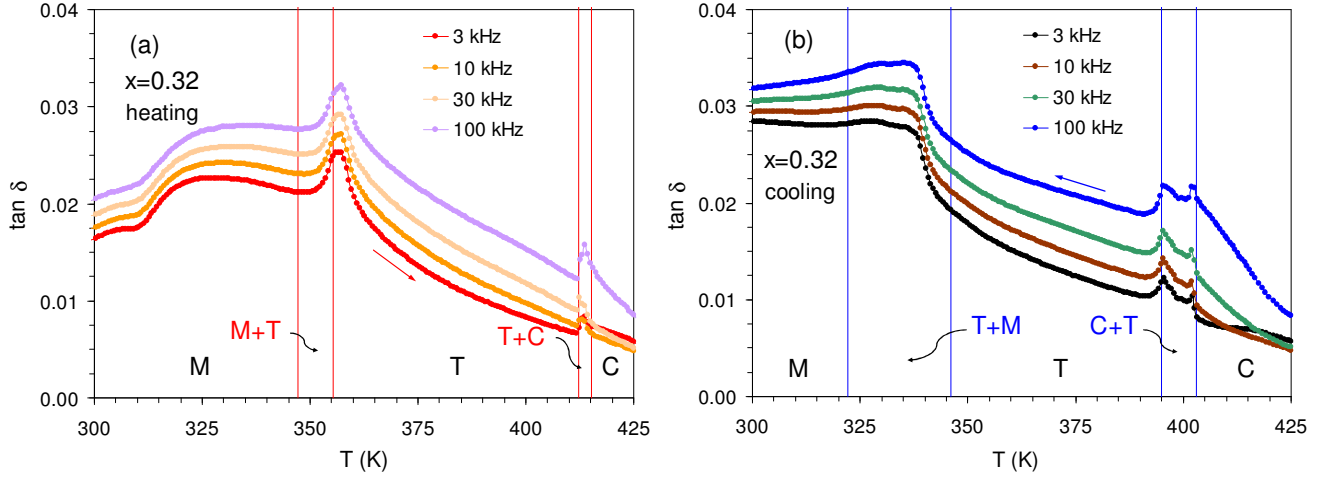 (a)
x=0.32
heating
3 kHz
10 kHz
30 kHz
100 kHz
tan δ
0.04
0.03
0.02
0.01
0.00
M+T
T+C
M
T
C
300
325
350
375
400
425
T (K)
(b)
x=0.32
cooling
3 kHz
10 kHz
30 kHz
100 kHz
tan δ
0.04
0.03
0.02
0.01
0.00
T+M
C+T
M
T
C
300
325
350
375
400
425
T (K)